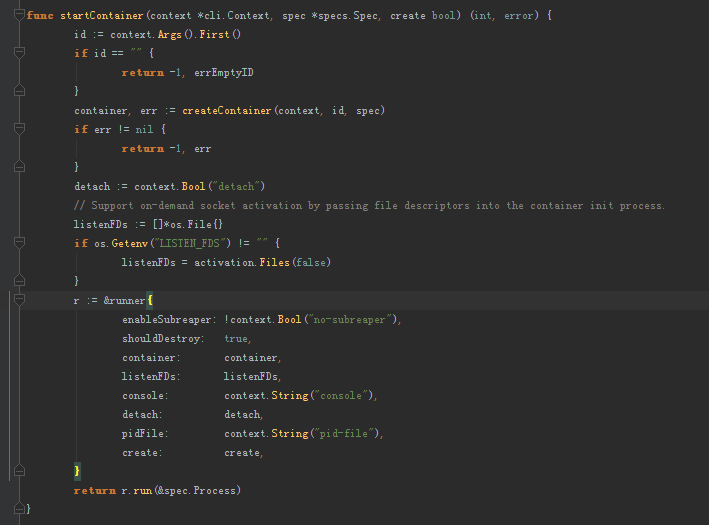 func startContainer(context *cli.Context, spec *specs.Spec, create bool) (int, error) {
id := context.Args().First()
if id == "" {
return -1, errEmptyID
}
container, err := createContainer(context, id, spec)
if err != nil {
return -1, err
}
detach := context.Bool("detach")
// Support on-demand socket activation by passing file descriptors into the container init process.
listenFDs := []*os.File{}
if os.Getenv("LISTEN_FDS") != "" {
listenFDs = activation.Files(false)
}
r := &runner{
enableSubreaper: !context.Bool("no-subreaper"),
shouldDestroy: true,
container: container,
listenFDs: listenFDs,
console: context.String("console"),
detach: detach,
pidFile: context.String("pid-file"),
create: create,
}
return r.run(&spec.Process)
}